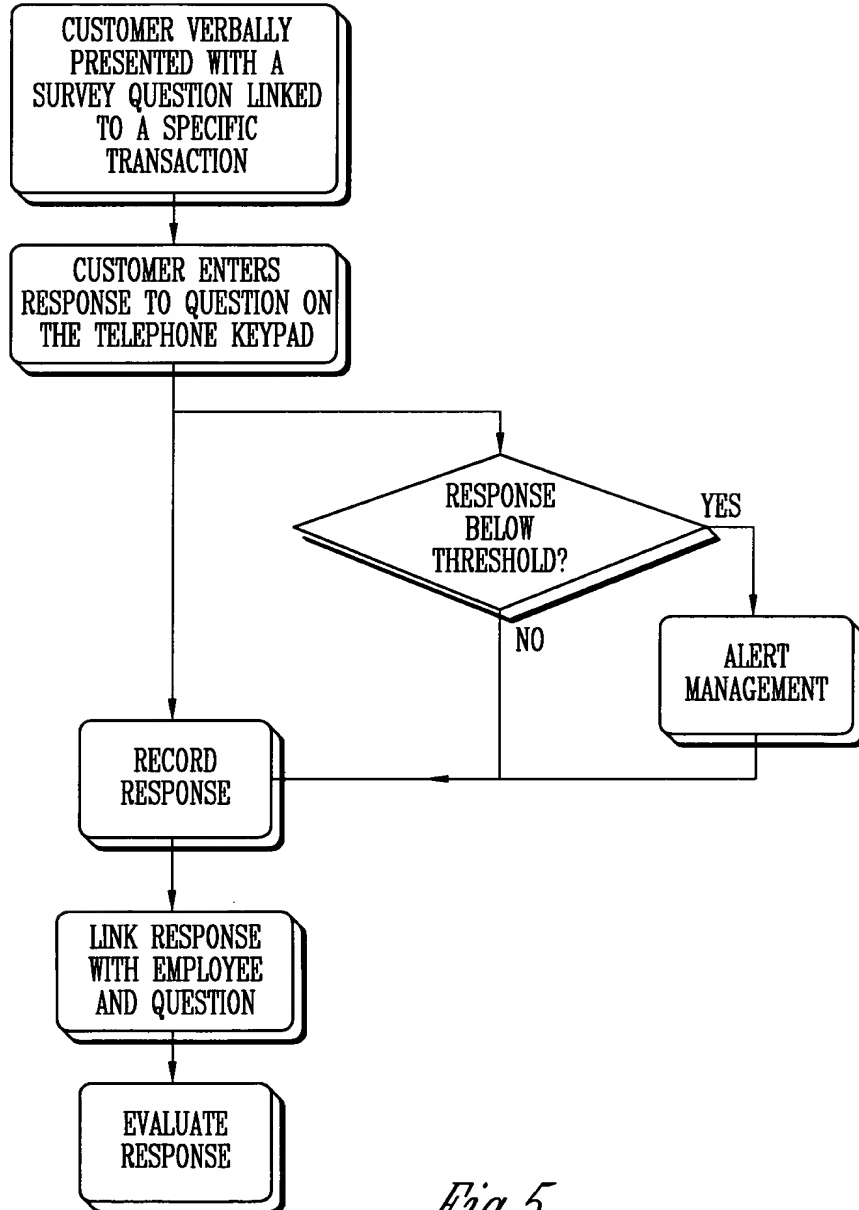 CUSTOMER VERBALLY
PRESENTED WITH A
SURVEY QUESTION LINKED
TO A SPECIFIC
TRANSACTION
CUSTOMER ENTERS
RESPONSE TO QUESTION ON
THE TELEPHONE KEYPAD
RESPONSE
BELOW
THRESHOLD?
YES
NO
ALERT
MANAGEMENT
RECORD
RESPONSE
LINK RESPONSE
WITH EMPLOYEE
AND QUESTION
EVALUATE
RESPONSE
Fig. 5